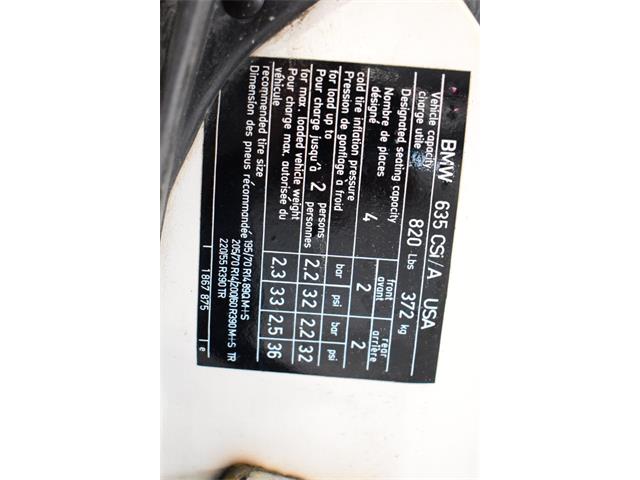 BMW 635 CSi/A USA
Vehicle capacity 820 Lbs 372 kg
charge utile
Designated seating capacity front rear
Nombre de places 4 avant arrière
désigné 2 2
cold tire inflation pressure bar psi bar psi
Pression de gonflage à froid
for load up to 2 persons 2,2 32 2,2 32
Pour charge jusqu'à personnes
for max. loaded vehicle weight 2,3 33 2,5 36
Pour charge max. autorisée du
véhicule
recommended tire size 195/70 R14 89Q M+S
Dimension des pneus récommandée 205/70 R14/200/60 R390 M+S TR
220/55 R390 TR
1 1 867 875 1 e